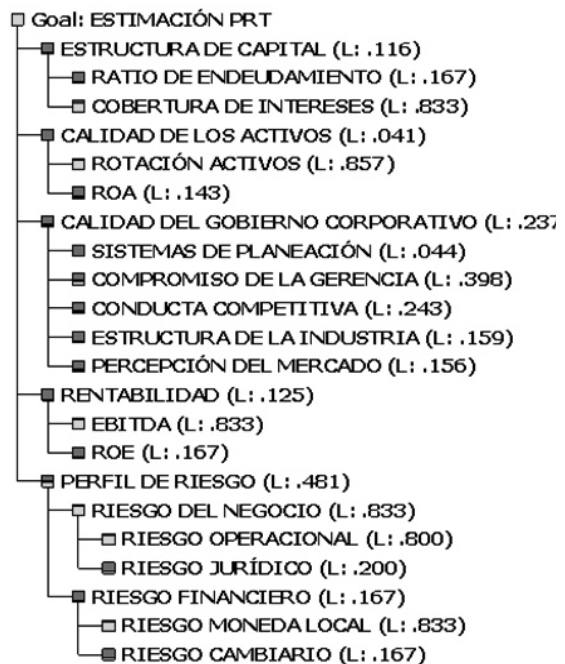 Goal: ESTIMACIÓN PRT
ESTRUCTURA DE CAPITAL (L: .116)
RATIO DE ENDEUDAMIENTO (L: .167)
COBERTURA DE INTERESES (L: .833)
CALIDAD DE LOS ACTIVOS (L: .041)
ROTACIÓN ACTIVOS (L: .857)
ROA (L: .143)
CALIDAD DEL GOBIERNO CORPORATIVO (L: .237
SISTEMAS DE PLANEACIÓN (L: .044)
COMPROMISO DE LA GERENCIA (L: .398)
CONDUCTA COMPETITIVA (L: .243)
ESTRUCTURA DE LA INDUSTRIA (L: .159)
PERCEPCIÓN DEL MERCADO (L: .156)
RENTABILIDAD (L: .125)
EBITDA (L: .833)
ROE (L: .167)
PERFIL DE RIESGO (L: .481)
RIESGO DEL NEGOCIO (L: .833)
RIESGO OPERACIONAL (L: .800)
RIESGO JURÍDICO (L: .200)
RIESGO FINANCIERO (L: .167)
RIESGO MONEDA LOCAL (L: .833)
RIESGO CAMBIARIO (L: .167)